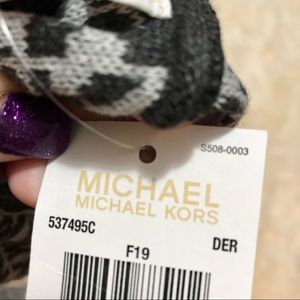 S508-0003
MICHAEL
MICHAEL KORS
537495C
F19 DER